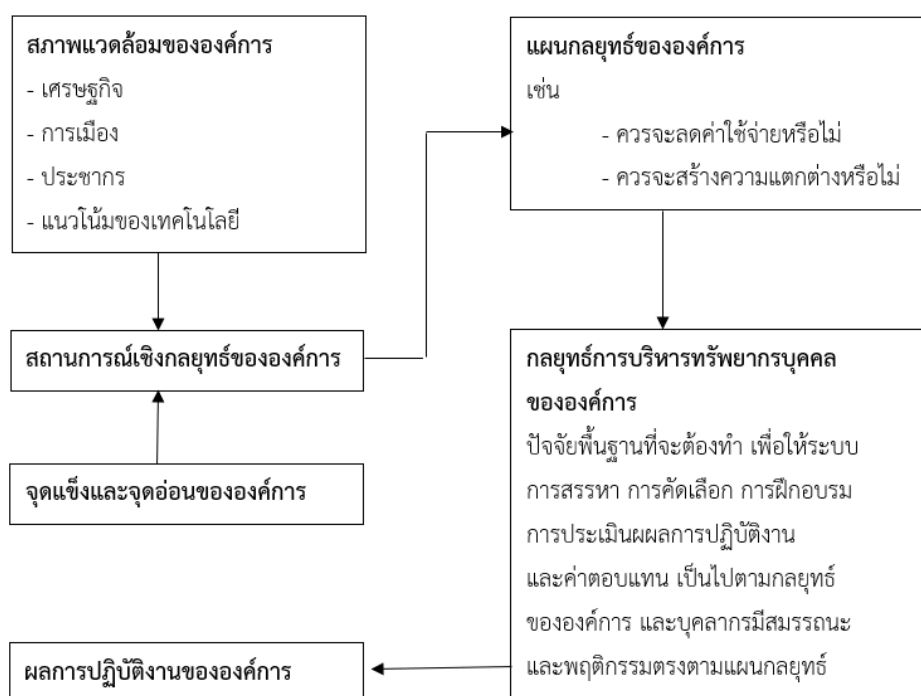 สภาพแวดล้อมขององค์การ
- เศรษฐกิจ
- การเมือง
- ประชากร
- แนวโน้มของเทคโนโลยี
สถานการณ์เชิงกลยุทธ์ขององค์การ
จุดแข็งและจุดอ่อนขององค์การ
แผนกลยุทธ์ขององค์การ
เช่น
- ควรจะลดค่าใช้จ่ายหรือไม่
- ควรจะสร้างความแตกต่างหรือไม่
กลยุทธ์การบริหารทรัพยากรบุคคล
ขององค์การ
ปัจจัยพื้นฐานที่จะต้องทำ เพื่อให้ระบบ
การสรรหา การคัดเลือก การฝึกอบรม
การประเมินผผลการปฏิบัติงาน
และค่าตอบแทน เป็นไปตามกลยุทธ์
ขององค์การ และบุคลากรมีสมรรถนะ
และพฤติกรรมตรงตามแผนกลยุทธ์
ผลการปฏิบัติงานขององค์การ